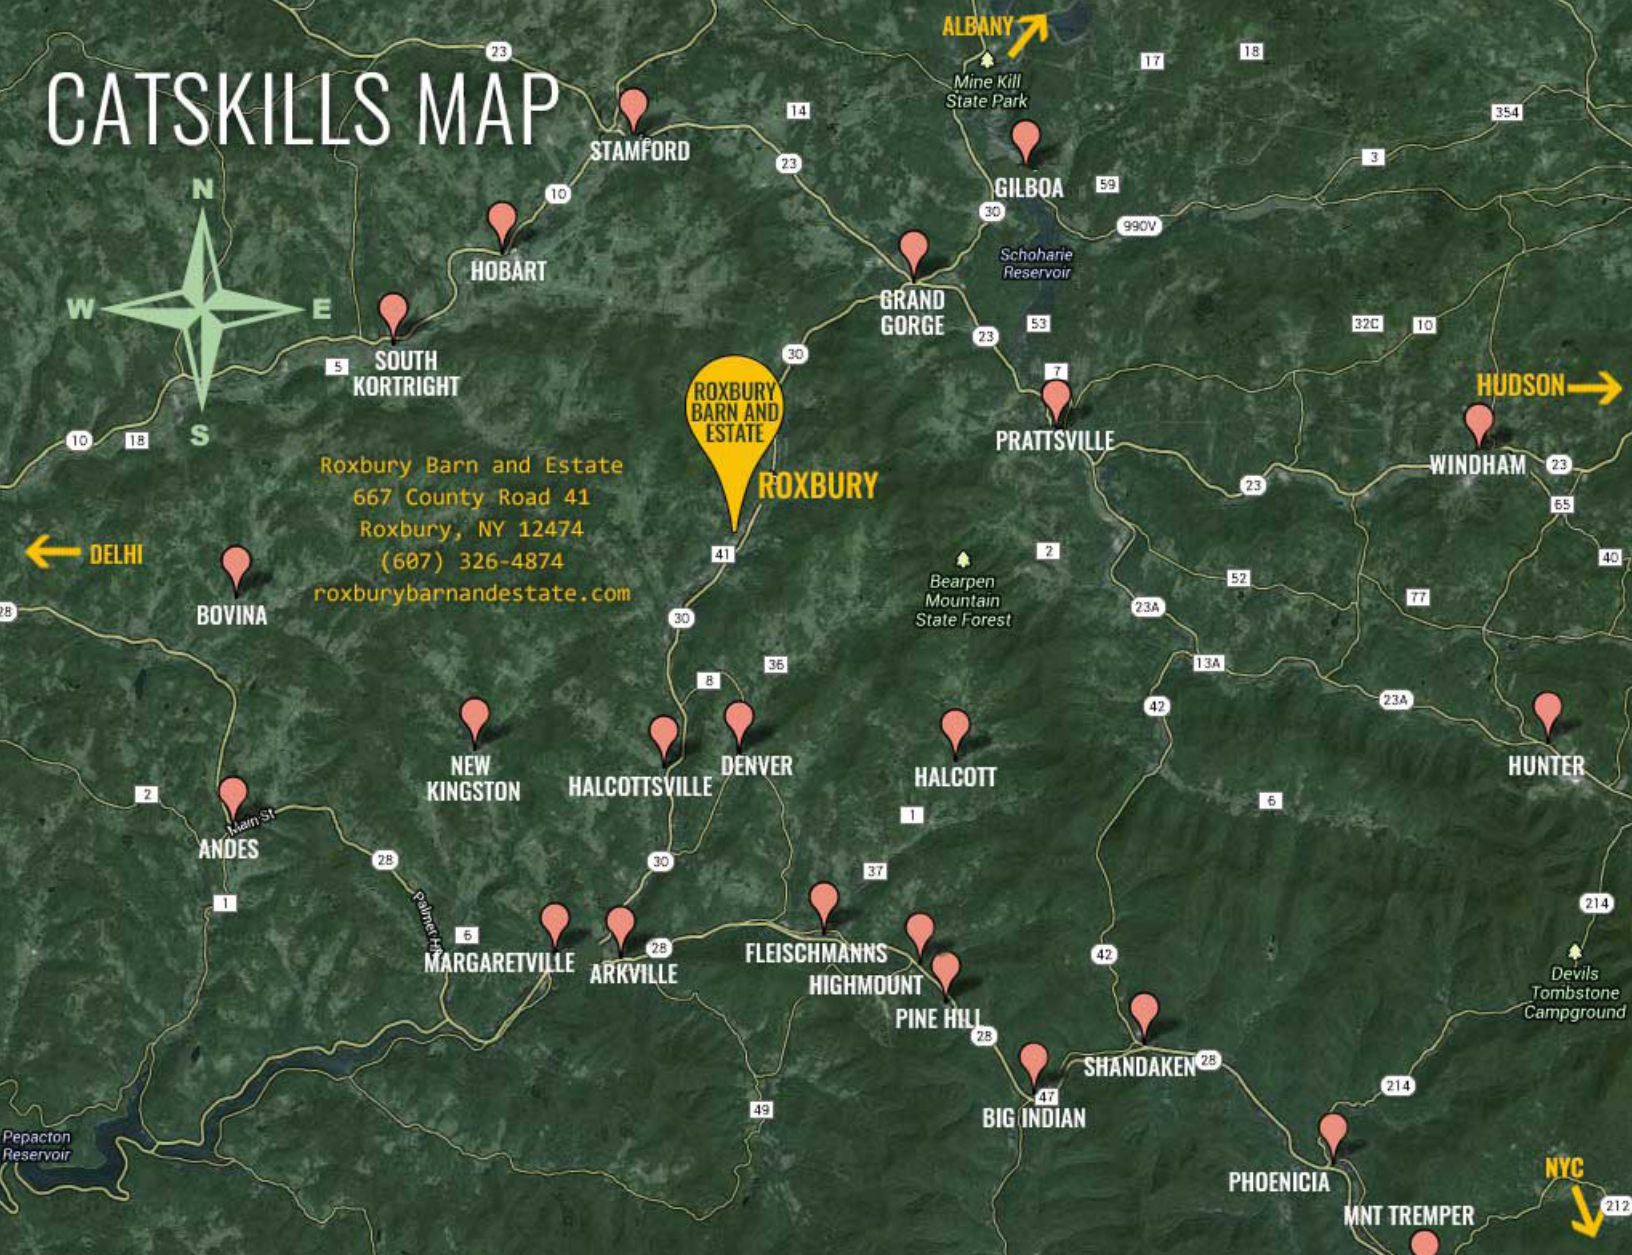 ALBANY
23
17
18
CATSKILLS MAP
Mine Kill
State Park
14
354
STAMFORD
23
3
N
10
GILBOA
59
30
990V
HOBART
Schoharie
Reservoir
W
E
GRAND
GORGE
53
32C
10
23
SOUTH
KORTRIGHT
5
30
7
ROXBURY
BARN AND
ESTATE
HUDSON
10
18
S
PRATTSVILLE
WINDHAM
23
Roxbury Barn and Estate
667 County Road 41
Roxbury, NY 12474
(607) 326-4874
roxburybarnandestate.com
ROXBURY
23
65
DELHI
41
2
40
Bearpen
Mountain
State Forest
52
77
BOVINA
28
30
23A
36
8
13A
42
23A
NEW
KINGSTON
HALCOTTSVILLE
DENVER
HALCOTT
HUNTER
2
6
1
Main St
ANDES
28
30
37
1
Palmer H
214
6
MARGARETVILLE
ARKVILLE
28
FLEISCHMANNS
HIGHMOUNT
42
Devils
Tombstone
Campground
PINE HILL
28
SHANDAKEN
28
47
BIG INDIAN
214
49
Pepacton
Reservoir
PHOENICIA
NYC
212
MNT TREMPER